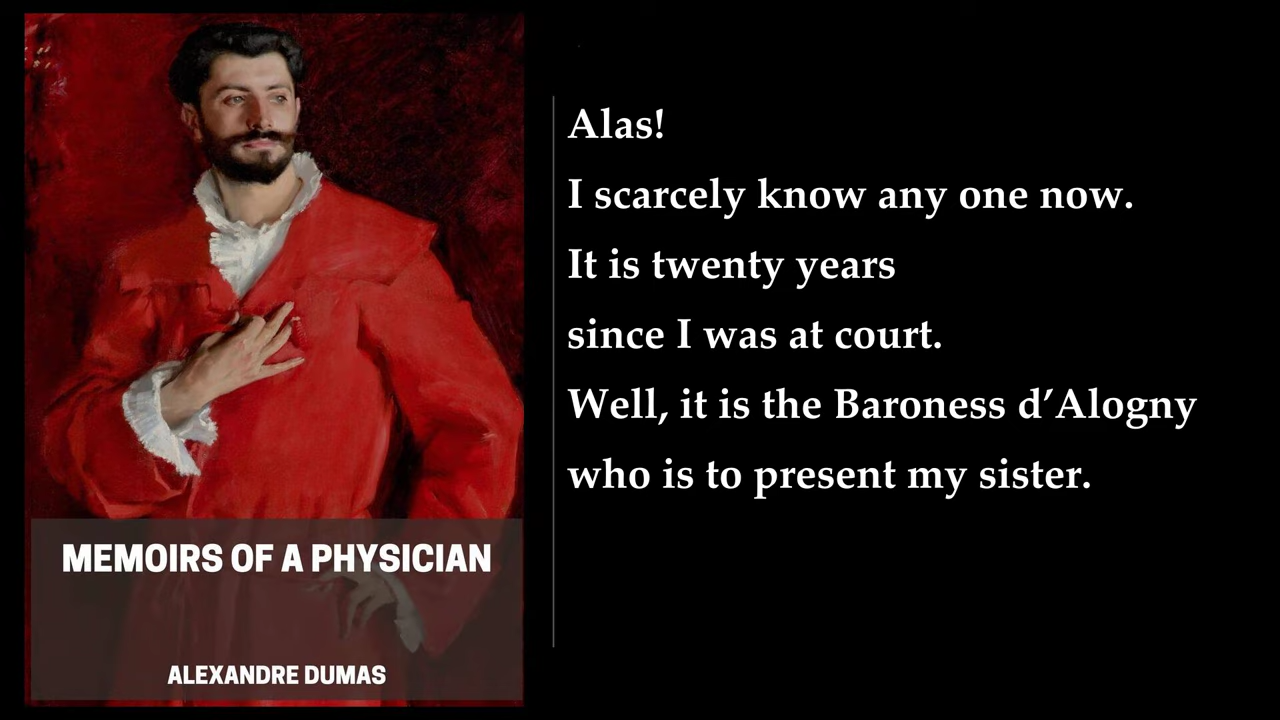 Alas!
I scarcely know any one now.
It is twenty years
since I was at court.
Well, it is the Baroness d’Alogny
who is to present my sister.
MEMOIRS OF A PHYSICIAN
ALEXANDRE DUMAS